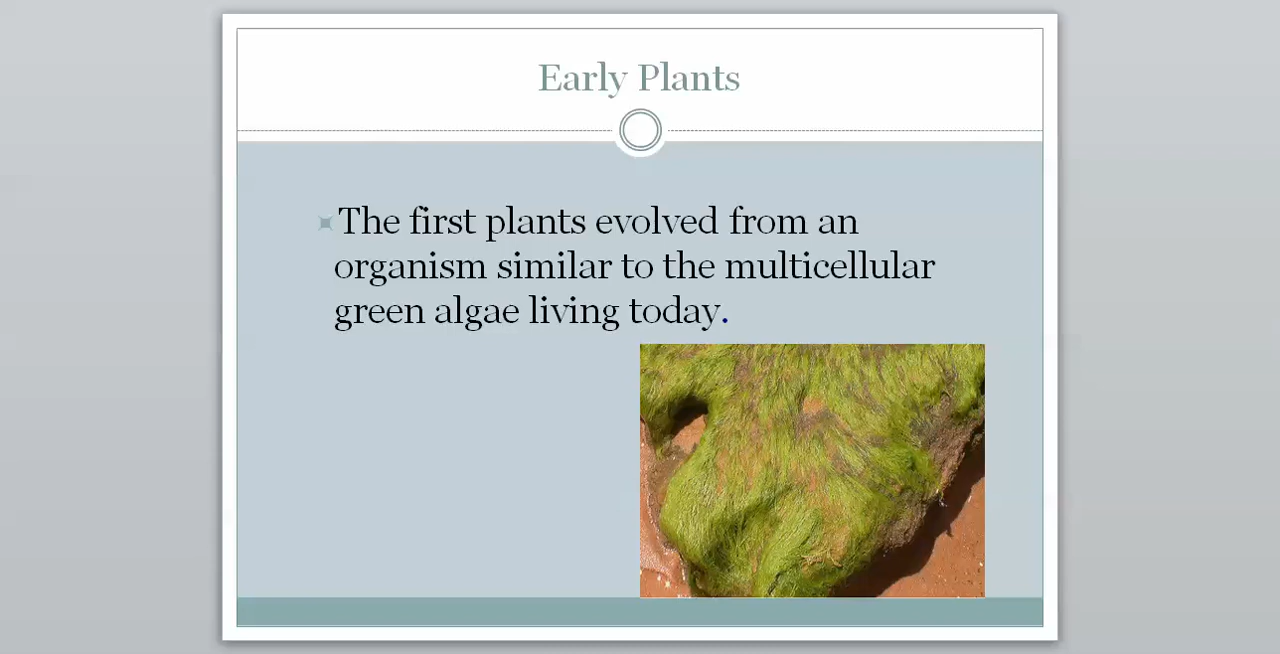 Early Plants
The first plants evolved from an
organism similar to the multicellular
green algae living today.